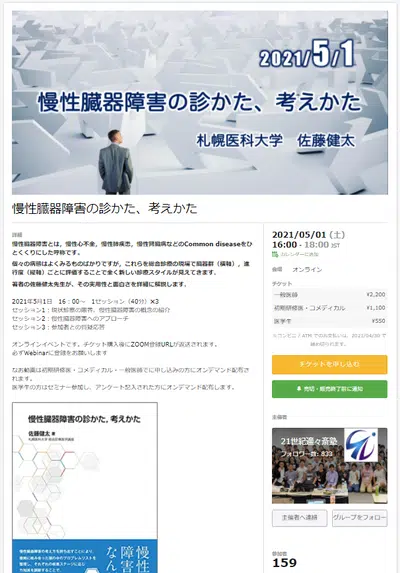 2021/5/1
慢性臓器障害の診かた、考えかた
札幌医科大学 佐藤健太
慢性臓器障害の診かた、考えかた
詳細
慢性臓器障害とは，慢性心不全，慢性肺疾患，慢性腎臓病などのCommon diseaseをひ
とくくりにした呼称です。
個々の病態はよくみるものばかりですが，これらを総合診療の現場で臓器群（横軸），進
行度（縦軸）ごとに評価することで全く新しい診療スタイルが見えてきます．
著者の佐藤健太先生が，その実用性と面白さを詳細に解説します．
2021年5月1日 16：00～ 1セッション（40分）×3
セッション1：現状診療の限界、慢性臓器障害の概念の紹介
セッション2：慢性臓器障害へのアプローチ
セッション3：参加者との質疑応答
オンラインイベントです。チケット購入後にZOOM登録URLが返送されます。
必ずWebinarに登録をお願いします
なお動画は初期研修医・コメディカル・一般医師でに申し込みの方にオンデマンド配布さ
れます。
医学生の方はセミナー参加し、アンケート記入された方にオンデマンド配布します。
慢性臓器障害の診かた，考えかた
佐藤健太 著
慢性
障害
なん
2021/05/01（土）
16:00 - 18:00 JST
カレンダーに追加
会場 オンライン
チケット
一般医師 ¥2,200
初期研修医・コメディカル ¥1,100
医学生 ¥550
チケットを申し込む
売切・販売終了前に通知
主催者
21世紀適々斎塾
フォロワー数: 833
主催者へ連絡
グループをフォロー
参加者
159